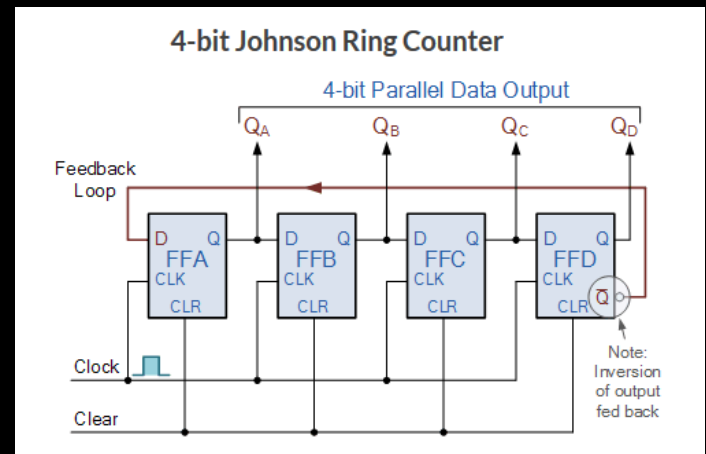 4-bit Johnson Ring Counter
4-bit Parallel Data Output
QA QB QC QD
Feedback
Loop
D Q D Q D Q D Q
FFA FFB FFC FFD
CLK CLK CLK CLK
CLR CLR CLR CLR Q̅
Clock
Note:
Inversion
of output
fed back
Clear